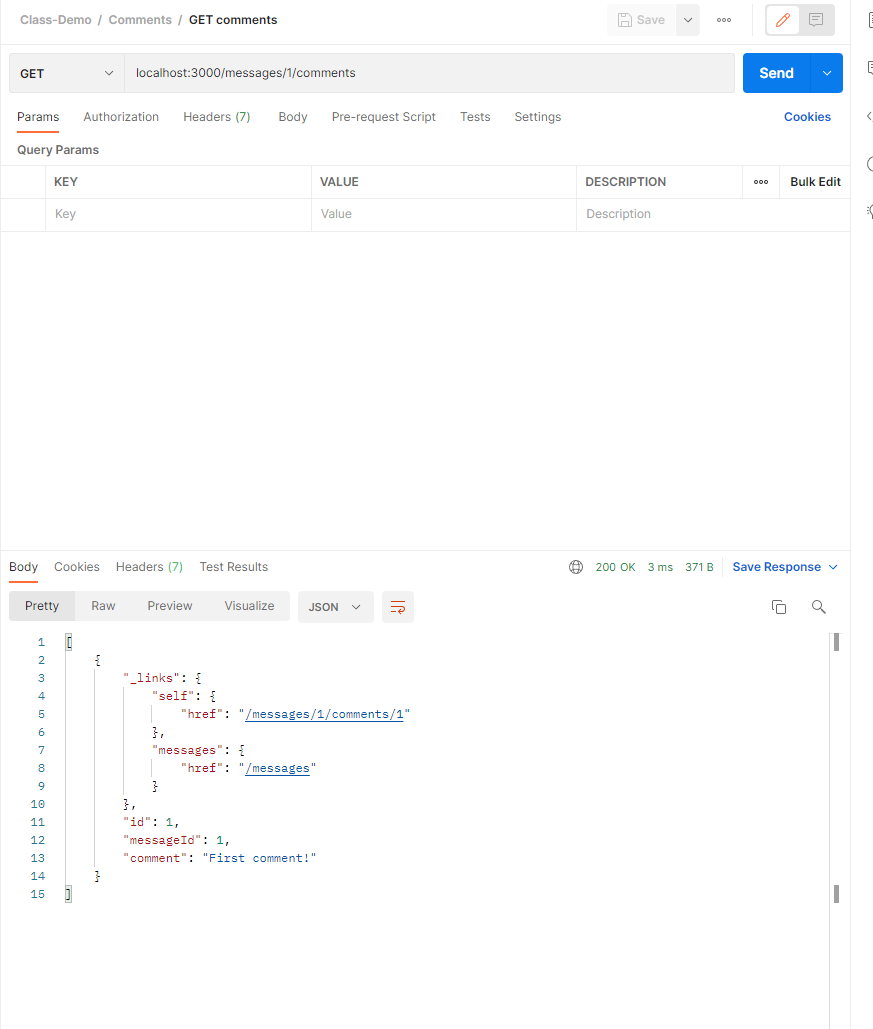 Class-Demo / Comments / GET comments Save ooo
GET localhost:3000/messages/1/comments Send
Params Authorization Headers (7) Body Pre-request Script Tests Settings Cookies
Query Params
KEY VALUE DESCRIPTION ooo Bulk Edit
Key Value Description
Body Cookies Headers (7) Test Results 200 OK 3 ms 371 B Save Response
Pretty Raw Preview Visualize JSON
1 [
2 {
3 "_links": {
4 "self": {
5 "href": "/messages/1/comments/1"
6 },
7 "messages": {
8 "href": "/messages"
9 }
10 },
11 "id": 1,
12 "messageId": 1,
13 "comment": "First comment!"
14 }
15 ]